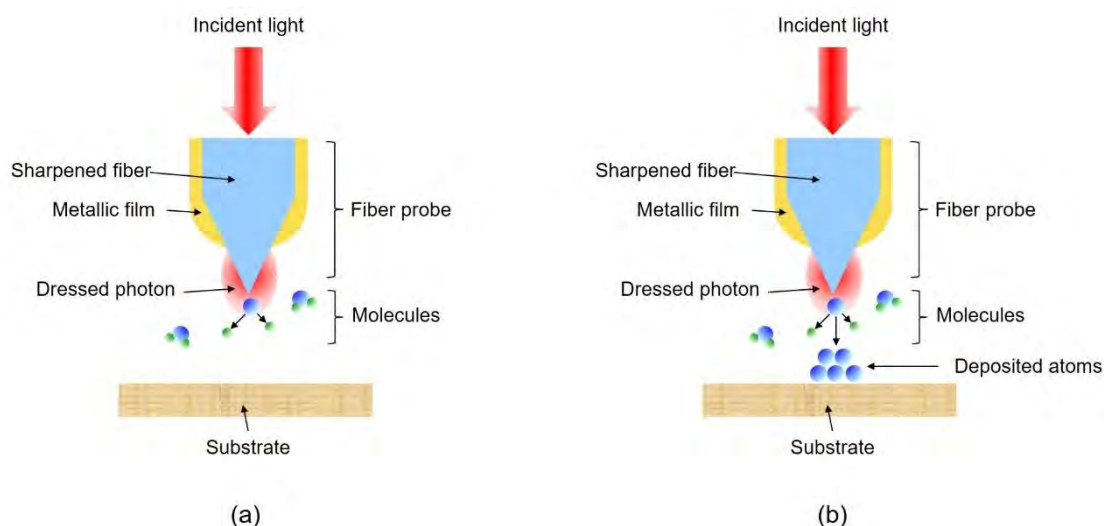 Incident light
Sharpened fiber
Metallic film
Fiber probe
Dressed photon
Molecules
Substrate
(a)
Incident light
Sharpened fiber
Metallic film
Fiber probe
Dressed photon
Molecules
Deposited atoms
Substrate
(b)